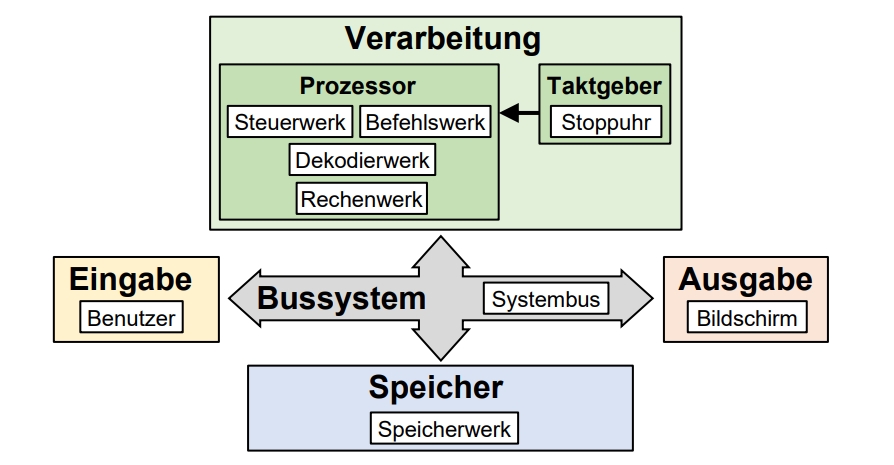 Verarbeitung
Prozessor
Taktgeber
Steuerwerk
Befehlswerk
Stoppuhr
Dekodierwerk
Rechenwerk
Eingabe
Benutzer
Bussystem
Systembus
Ausgabe
Bildschirm
Speicher
Speicherwerk